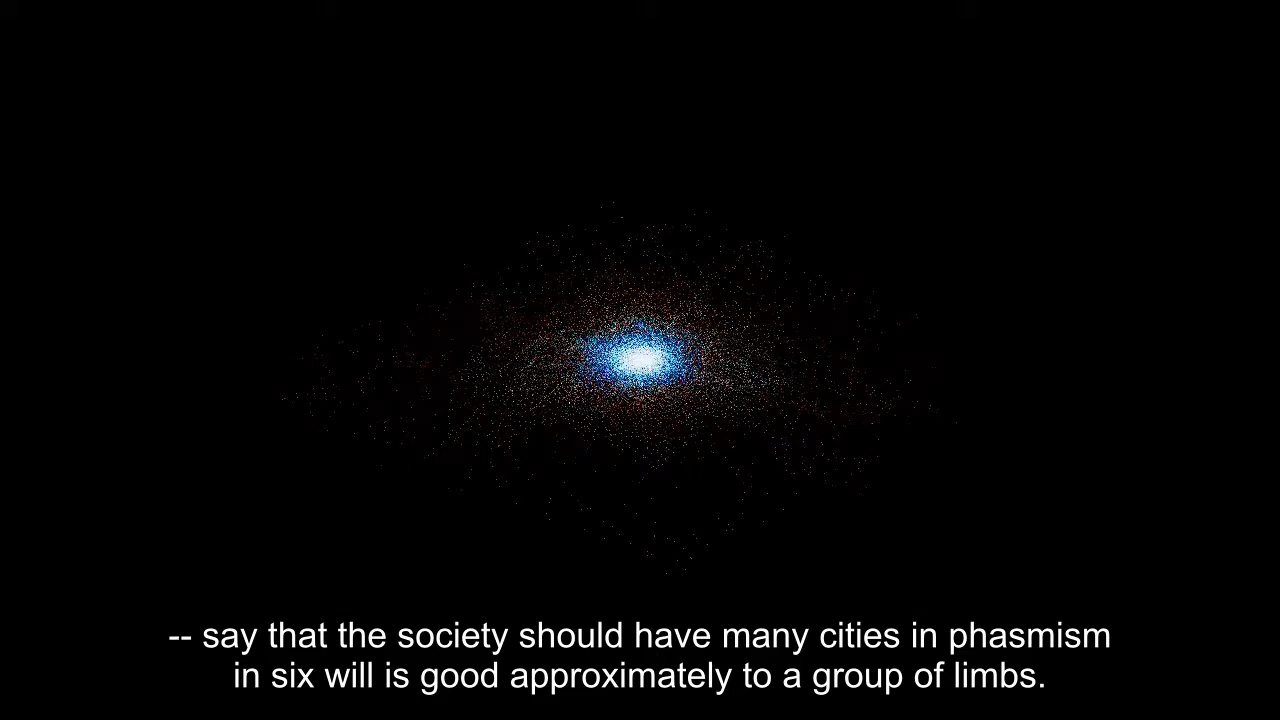 -- say that the society should have many cities in phasmism
in six will is good approximately to a group of limbs.